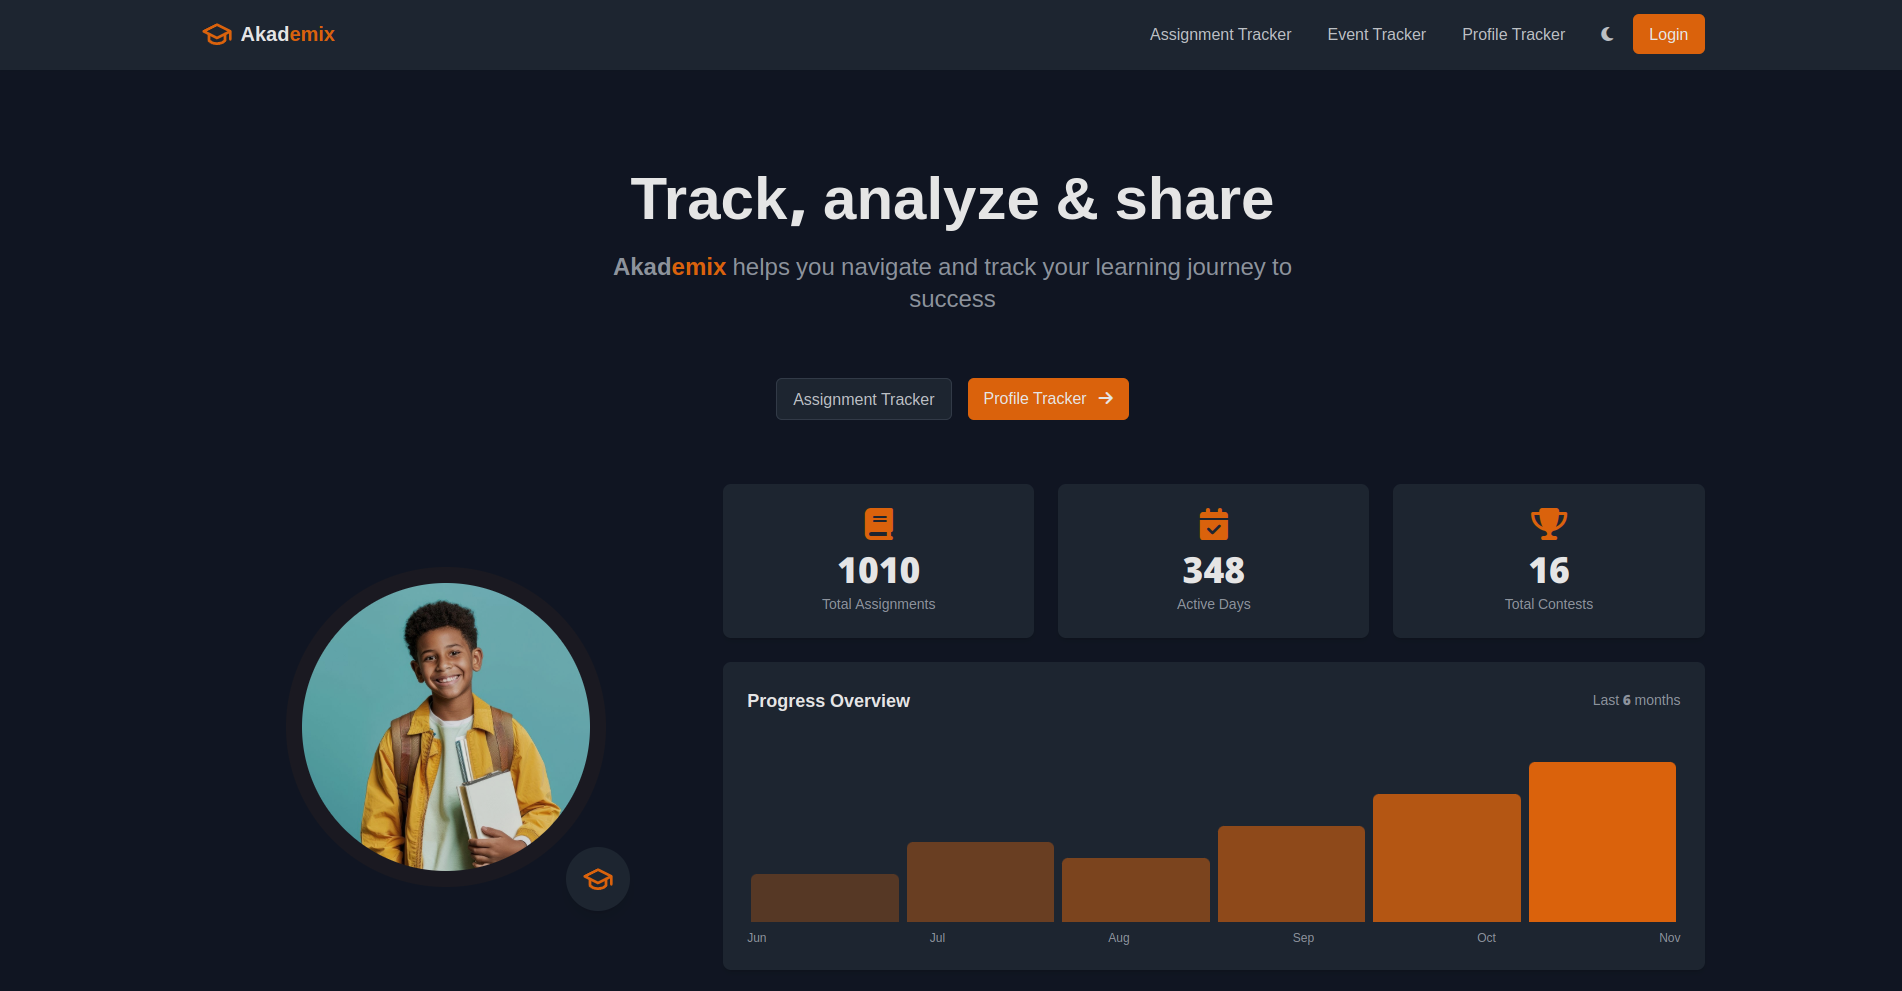 Akademix
Assignment Tracker
Event Tracker
Profile Tracker
Login
Track, analyze & share
Akademix helps you navigate and track your learning journey to
success
Assignment Tracker
Profile Tracker
1010
Total Assignments
348
Active Days
16
Total Contests
Progress Overview
Last 6 months
Jun
Jul
Aug
Sep
Oct
Nov